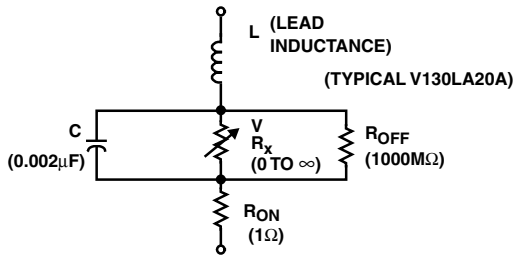 L (LEAD
INDUCTANCE)
(TYPICAL V130LA20A)
C
(0.002μF)
V
RX
(0 TO ∞)
ROFF
(1000MΩ)
RON
(1Ω)